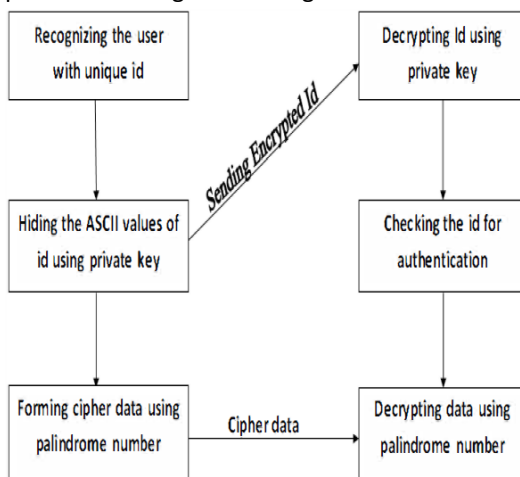 Recognizing the user
with unique id
Decrypting Id using
private key
Sending Encrypted Id
Hiding the ASCII values of
id using private key
Checking the id for
authentication
Forming cipher data using
palindrome number
Cipher data
Decrypting data using
palindrome number